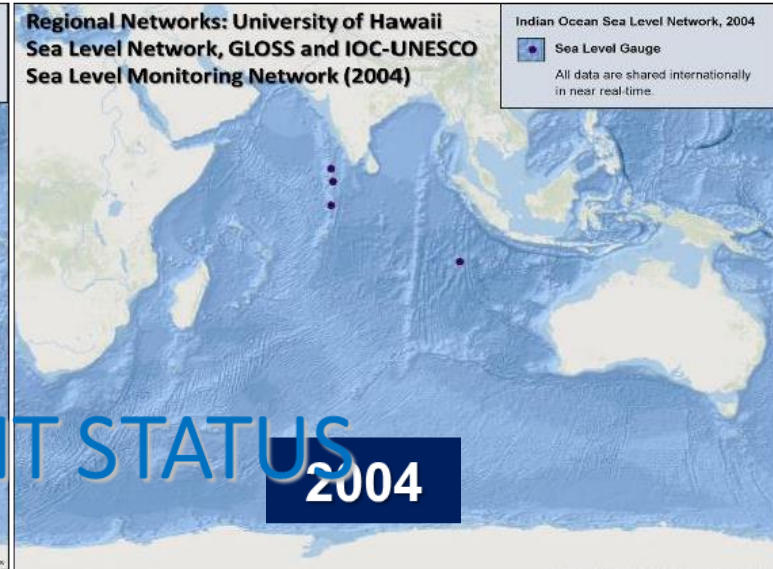 Regional Networks: University of Hawaii
Sea Level Network, GLOSS and IOC-UNESCO
Sea Level Monitoring Network (2004)
Indian Ocean Sea Level Network, 2004
Sea Level Gauge
All data are shared internationally
in near real-time.
T STATUS
2004